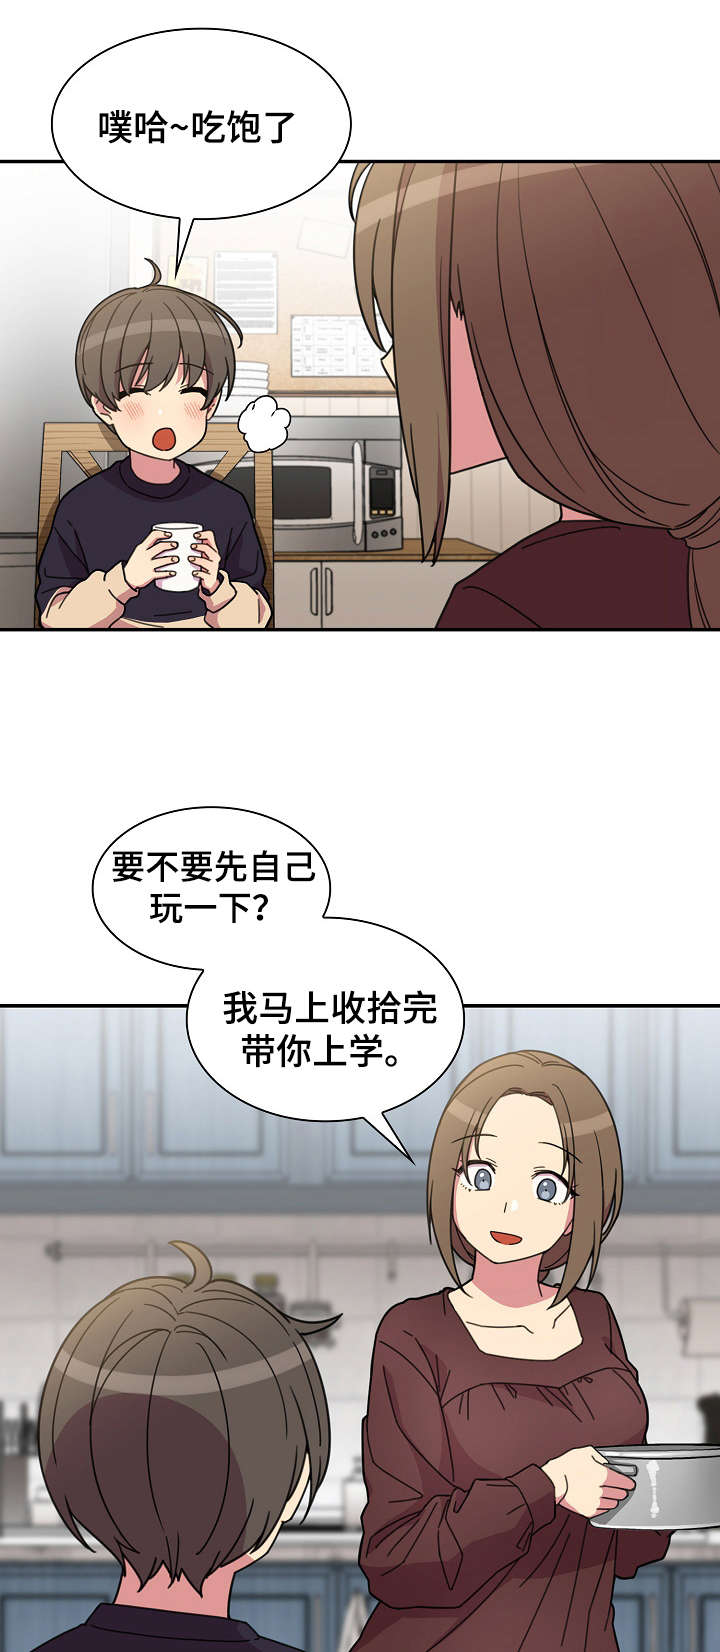 噗哈~吃饱了
要不要先自己
玩一下？
我马上收拾完
带你上学。